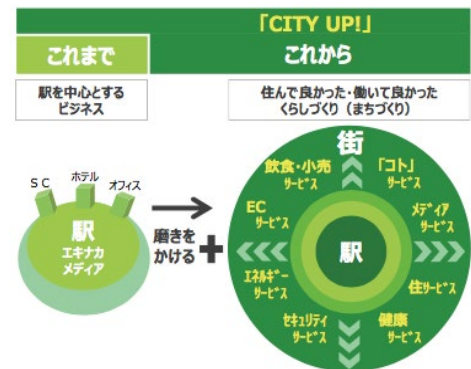 「CITY UP!」
これまで
これから
駅を中心とする
ビジネス
住んで良かった・働いて良かった
くらしづくり（まちづくり）
ＳＣ
ホテル
オフィス
駅
エキナカ
メディア
磨きを
かける
+
街
飲食・小売
ｻｰﾋﾞｽ
「コト」
ｻｰﾋﾞｽ
EC
ｻｰﾋﾞｽ
ﾒﾃﾞｨｱ
ｻｰﾋﾞｽ
駅
ｴﾈﾙｷﾞｰ
ｻｰﾋﾞｽ
住ｻｰﾋﾞｽ
ｾｷｭﾘﾃｨ
ｻｰﾋﾞｽ
健康
ｻｰﾋﾞｽ